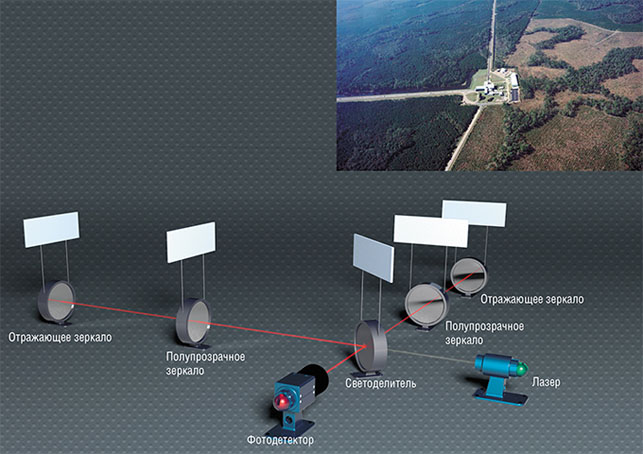 Отражающее зеркало
Полупрозрачное
зеркало
Светоделитель
Фотодетектор
Лазер
Полупрозрачное
зеркало
Отражающее зеркало